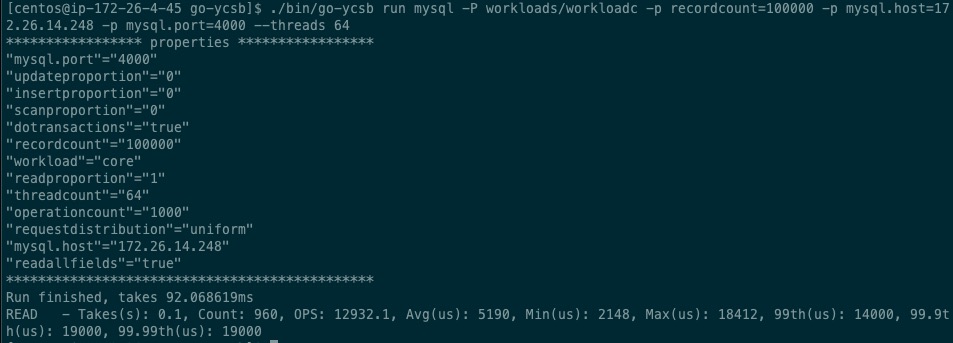 [centos@ip-172-26-4-45 go-ycsb]$ ./bin/go-ycsb run mysql -P workloads/workloadc -p recordcount=100000 -p mysql.host=17
2.26.14.248 -p mysql.port=4000 --threads 64
***************** properties *****************
"mysql.port"="4000"
"updateproportion"="0"
"insertproportion"="0"
"scanproportion"="0"
"dotransactions"="true"
"recordcount"="100000"
"workload"="core"
"readproportion"="1"
"threadcount"="64"
"operationcount"="1000"
"requestdistribution"="uniform"
"mysql.host"="172.26.14.248"
"readallfields"="true"
**********************************************
Run finished, takes 92.068619ms
READ   - Takes(s): 0.1, Count: 960, OPS: 12932.1, Avg(us): 5190, Min(us): 2148, Max(us): 18412, 99th(us): 14000, 99.9t
h(us): 19000, 99.99th(us): 19000